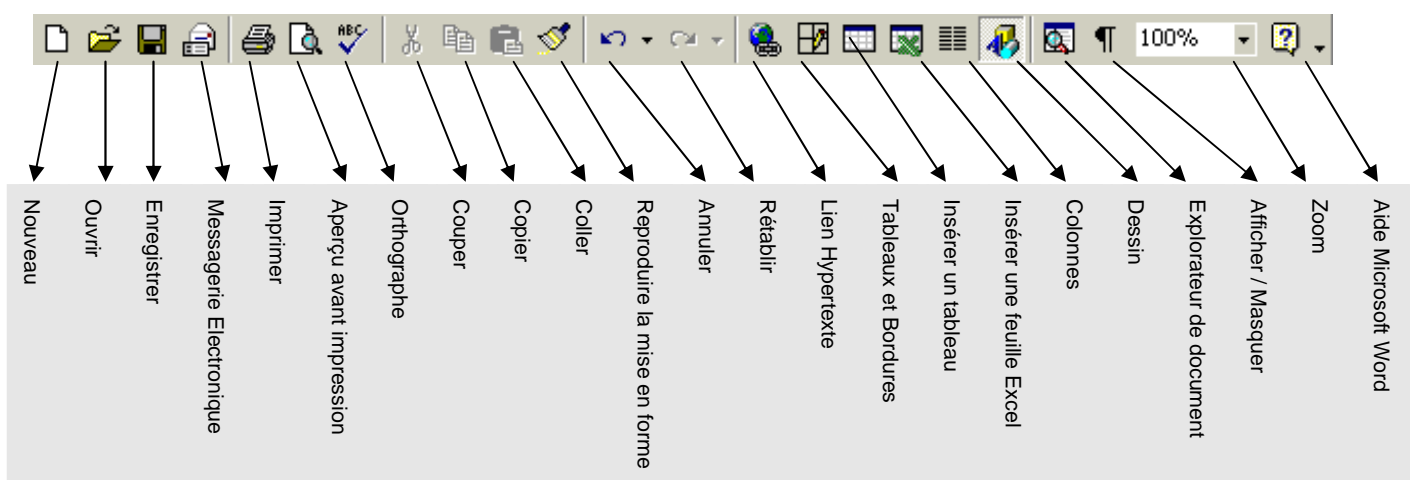 ABC
100%
Nouveau
Ouvrir
Enregistrer
Messagerie Electronique
Imprimer
Aperçu avant impression
Orthographe
Couper
Copier
Coller
Reproduire la mise en forme
Annuler
Rétablir
Lien Hypertexte
Tableaux et Bordures
Insérer un tableau
Insérer une feuille Excel
Colonnes
Dessin
Explorateur de document
Afficher / Masquer
Zoom
Aide Microsoft Word